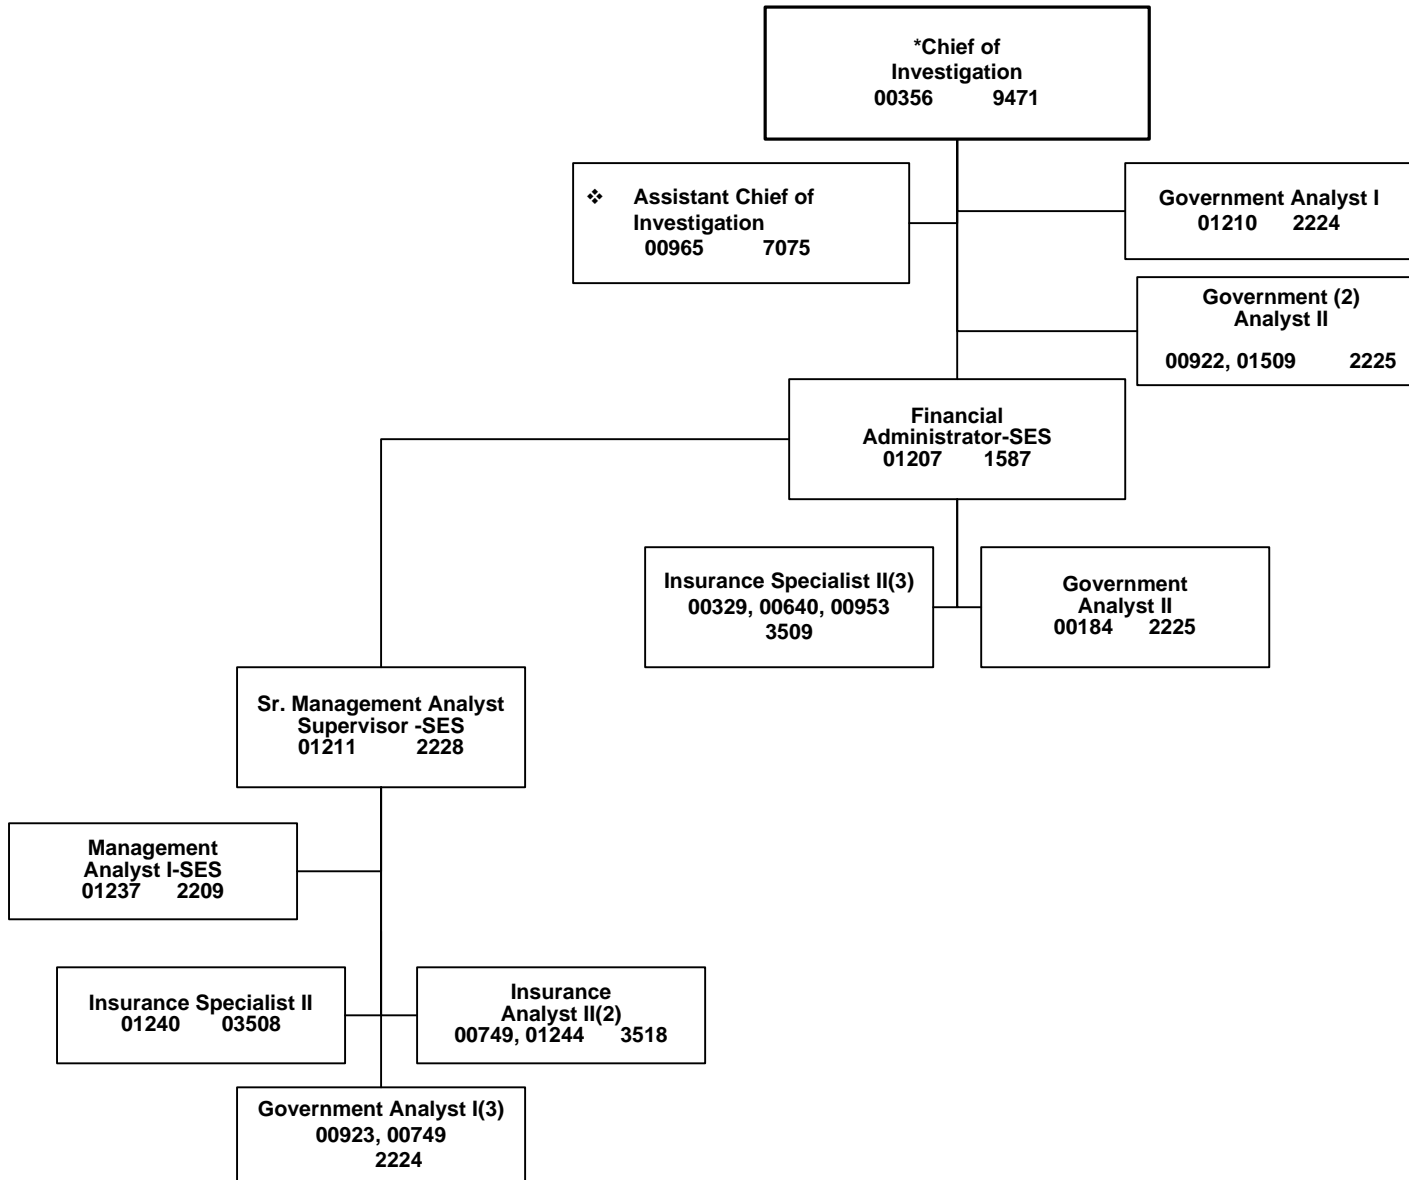 *Chief of
Investigation
00356 9471
❖ Assistant Chief of
Investigation
00965 7075
Government Analyst I
01210 2224
Government (2)
Analyst II
00922, 01509 2225
Financial
Administrator-SES
01207 1587
Insurance Specialist II(3)
00329, 00640, 00953
3509
Government
Analyst II
00184 2225
Sr. Management Analyst
Supervisor -SES
01211 2228
Management
Analyst I-SES
01237 2209
Insurance Specialist II
01240 03508
Insurance
Analyst II(2)
00749, 01244 3518
Government Analyst I(3)
00923, 00749
2224